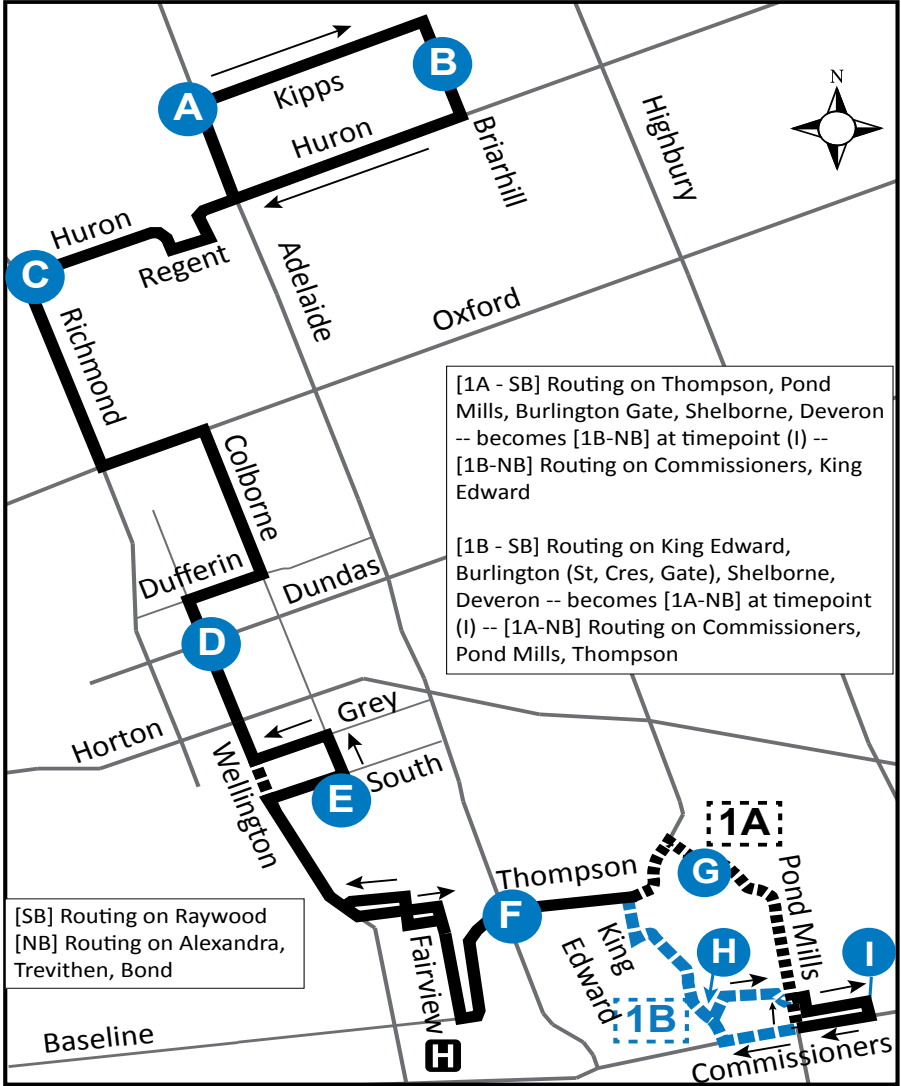 A
B
Kipps
N
Huron
Briarhill
Highbury
Huron
Regent
C
Adelaide
Richmond
Oxford
[1A - SB] Routing on Thompson, Pond
Mills, Burlington Gate, Shelborne, Deveron
-- becomes [1B-NB] at timepoint (I) --
[1B-NB] Routing on Commissioners, King
Edward
[1B - SB] Routing on King Edward,
Burlington (St, Cres, Gate), Shelborne,
Deveron -- becomes [1A-NB] at timepoint
(I) -- [1A-NB] Routing on Commissioners,
Pond Mills, Thompson
Colborne
Dufferin
Dundas
D
Grey
Horton
Wellington
South
E
1A
Thompson
G
Pond Mills
F
[SB] Routing on Raywood
[NB] Routing on Alexandra,
Trevithen, Bond
Fairview
King
Edward
H
I
1B
Baseline
H
Commissioners